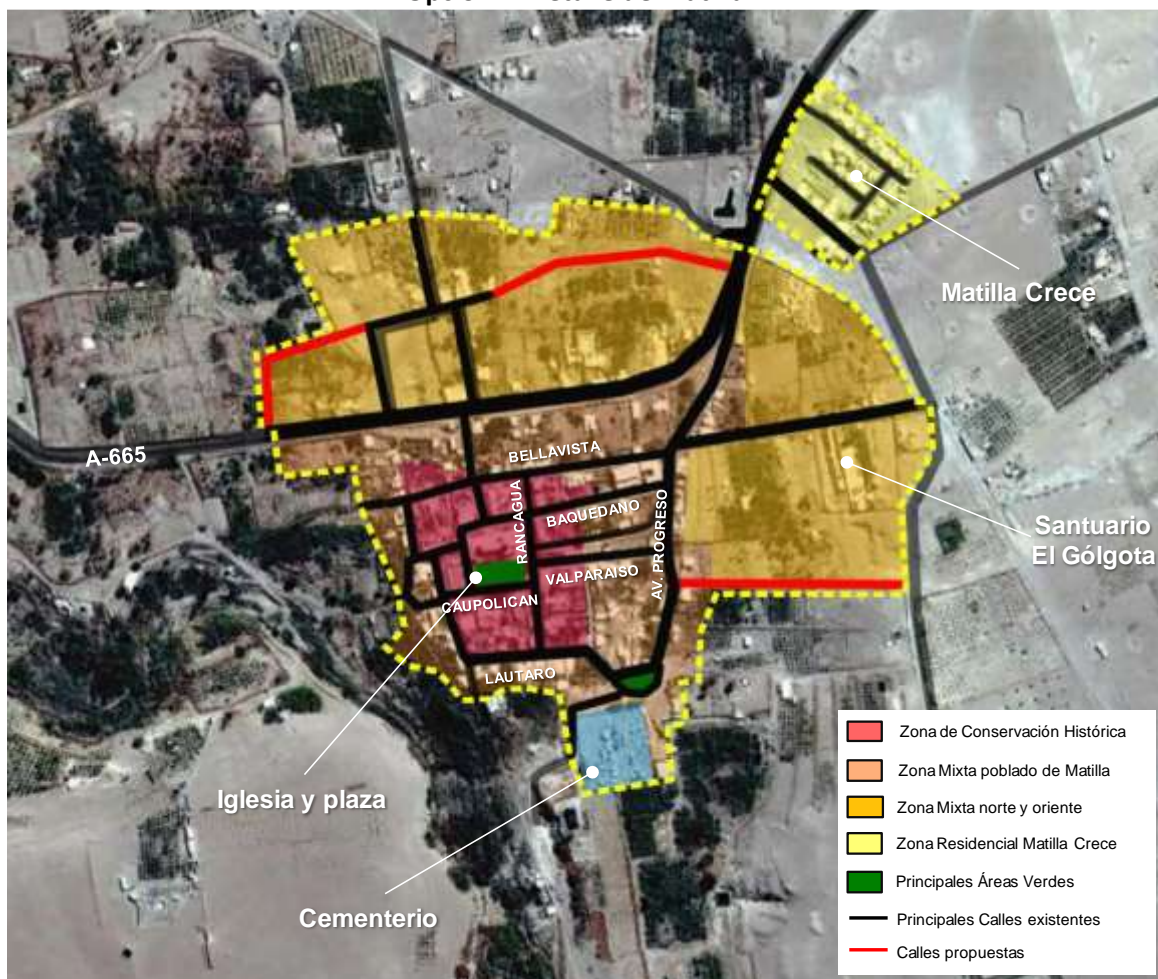 Matilla Crece
A-665
BELLAVISTA
RANCAGUA
BAQUEDANO
VALPARAISO
AV. PROGRESO
CAUPOLICAN
LAUTARO
Santuario
El Gólgota
Iglesia y plaza
Cementerio
Zona de Conservación Histórica
Zona Mixta poblado de Matilla
Zona Mixta norte y oriente
Zona Residencial Matilla Crece
Principales Áreas Verdes
Principales Calles existentes
Calles propuestas